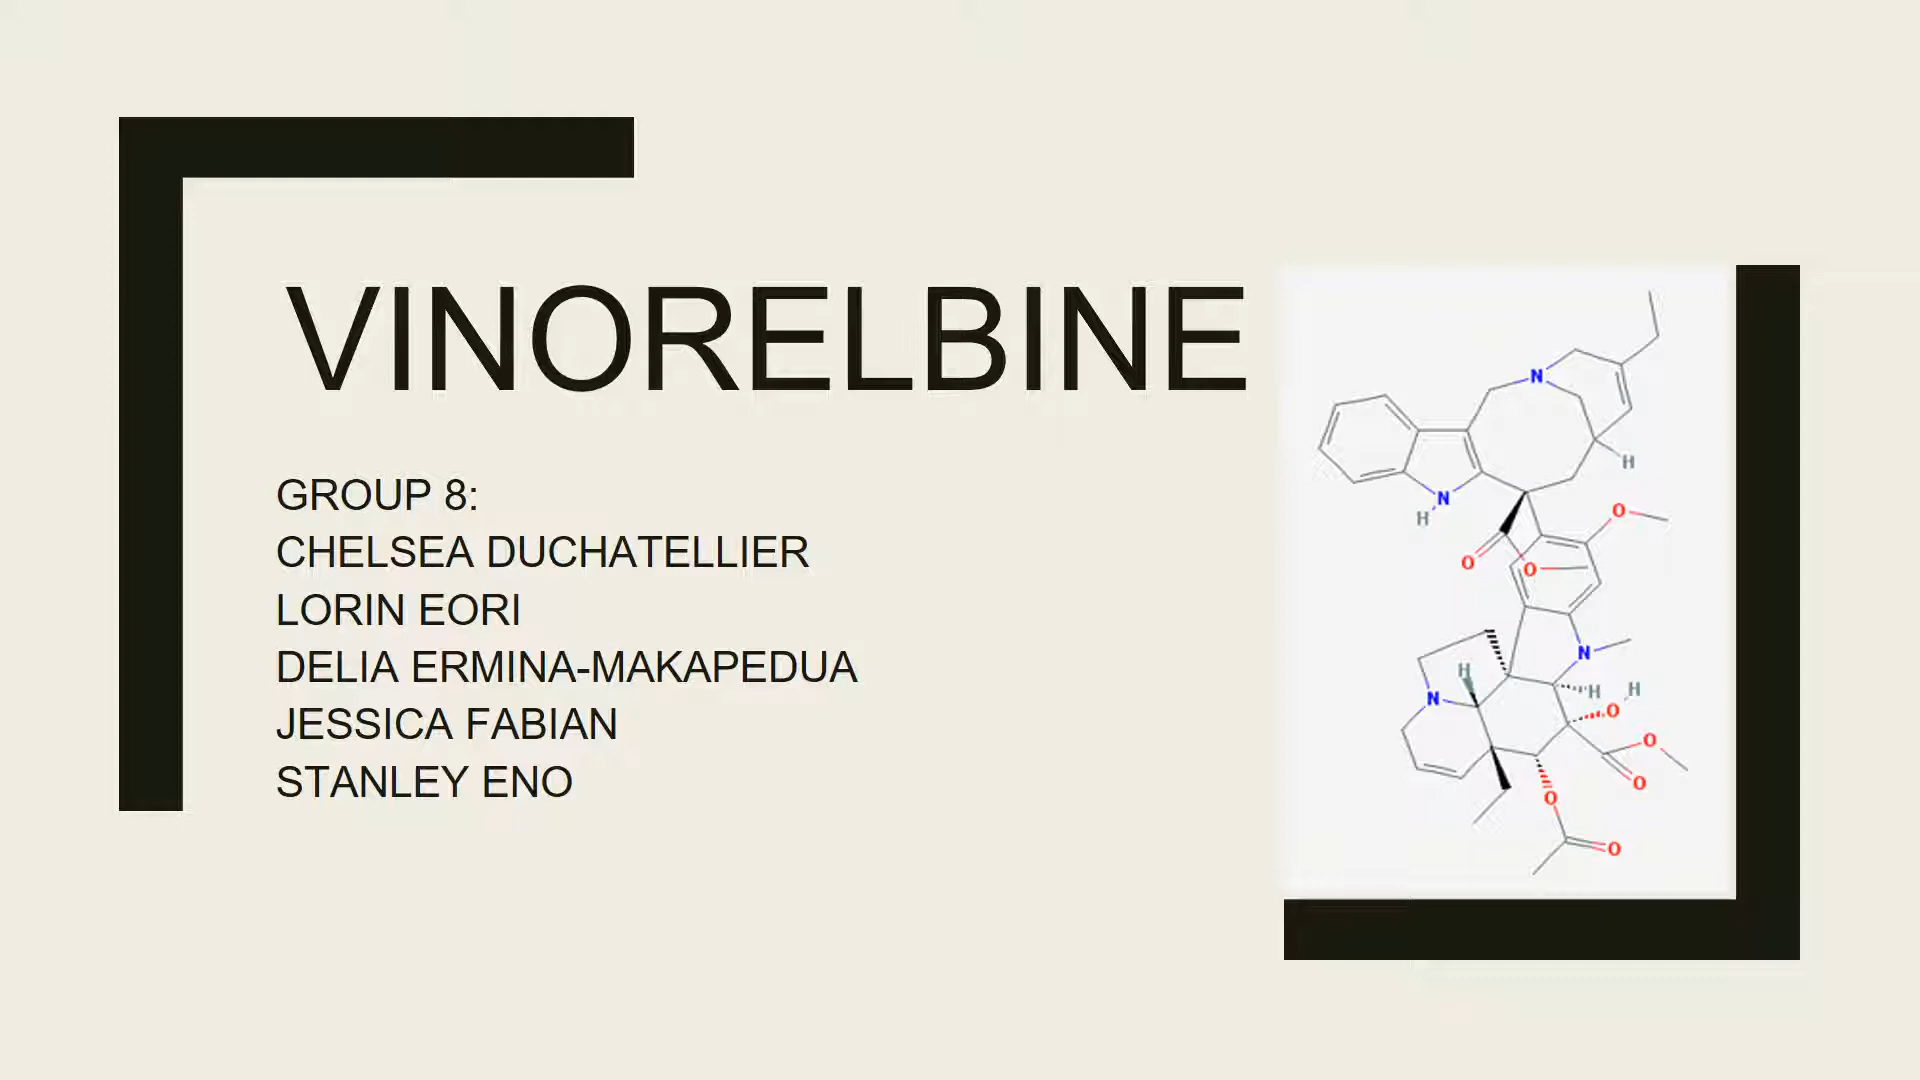 VINORELBINE
GROUP 8:
CHELSEA DUCHATELLIER
LORIN EORI
DELIA ERMINA-MAKAPEDUA
JESSICA FABIAN
STANLEY ENO
N
H
N
H
O
O
O
N
H
N
H
H
O
O
O
O
O